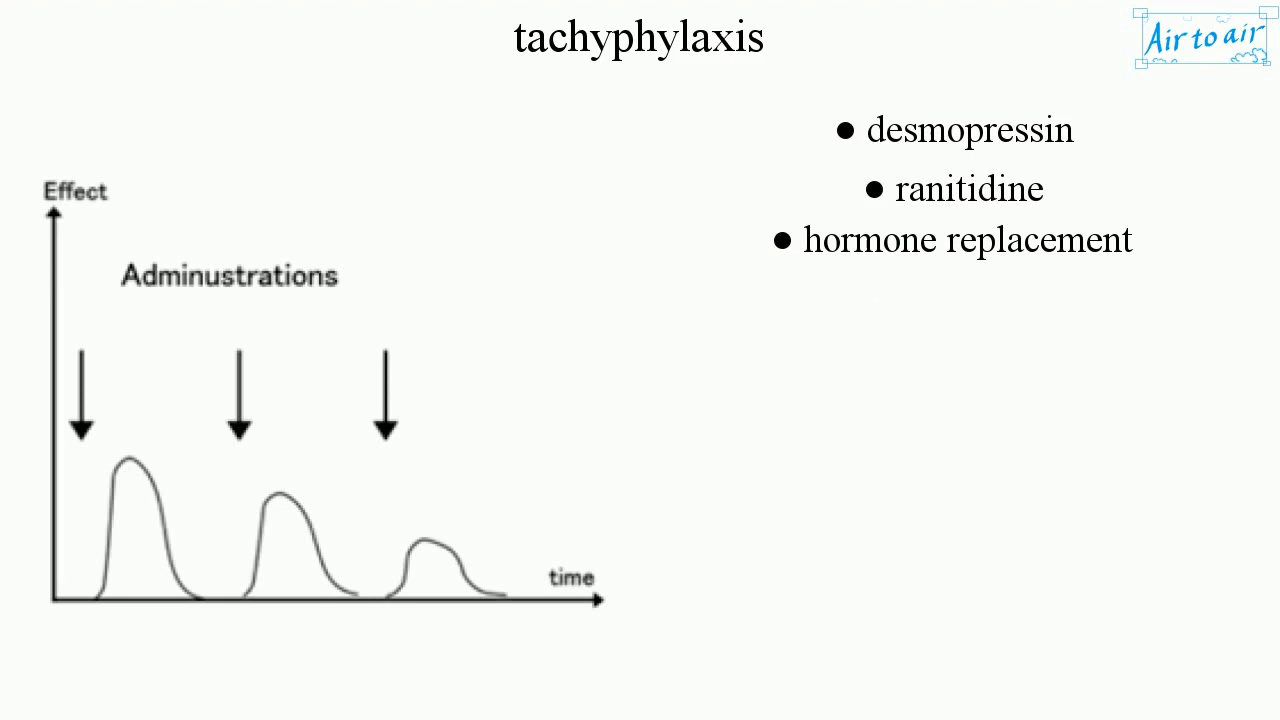 tachyphylaxis
Air to air
● desmopressin
● ranitidine
● hormone replacement
Effect
Adminustrations
time